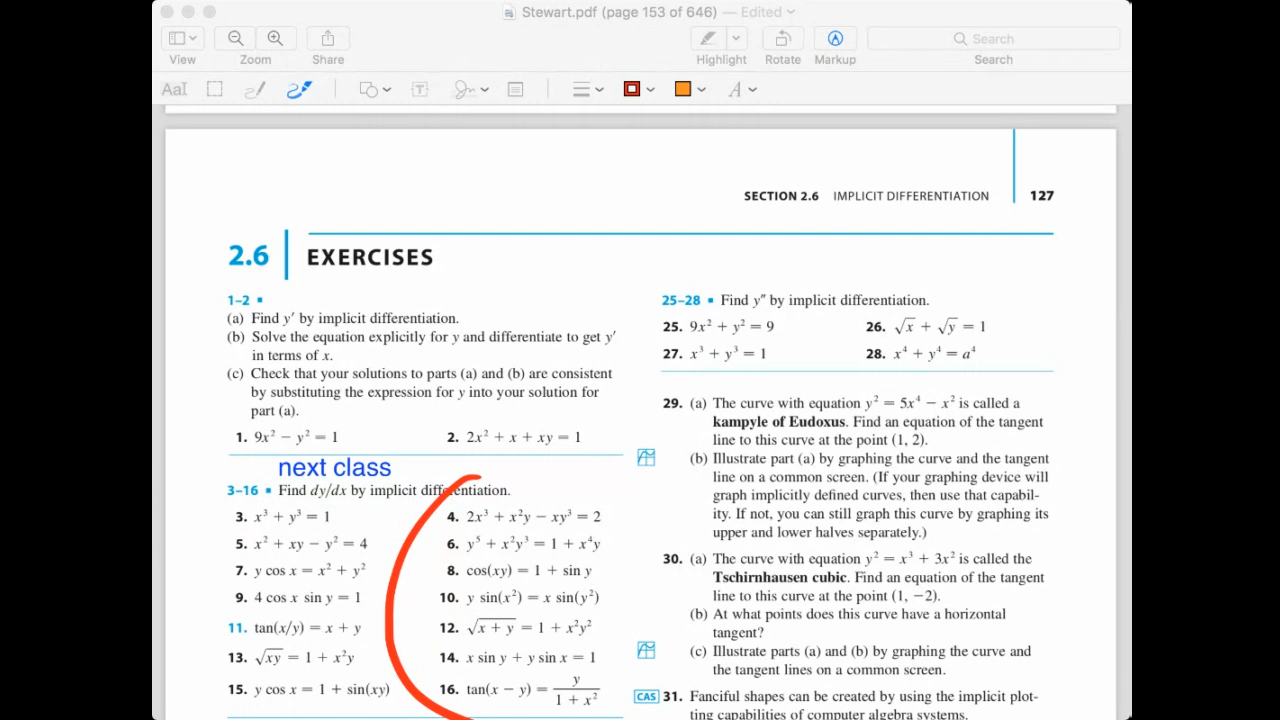 Stewart.pdf (page 153 of 646) — Edited
View
Zoom
Share
Highlight
Rotate
Markup
Search
Search
AaI
T
A
SECTION 2.6 IMPLICIT DIFFERENTIATION 127
2.6 EXERCISES
1–2 ▪
(a) Find y′ by implicit differentiation.
(b) Solve the equation explicitly for y and differentiate to get y′
in terms of x.
(c) Check that your solutions to parts (a) and (b) are consistent
by substituting the expression for y into your solution for
part (a).
1. 9x² − y² = 1
2. 2x² + x + xy = 1
next class
3–16 ▪ Find dy/dx by implicit differentiation.
3. x³ + y³ = 1
4. 2x³ + x²y − xy³ = 2
5. x² + xy − y² = 4
6. y⁵ + x²y³ = 1 + x⁴y
7. y cos x = x² + y²
8. cos(xy) = 1 + sin y
9. 4 cos x sin y = 1
10. y sin(x²) = x sin(y²)
11. tan(x/y) = x + y
12. √(x + y) = 1 + x²y²
13. √(xy) = 1 + x²y
14. x sin y + y sin x = 1
15. y cos x = 1 + sin(xy)
16. tan(x − y) = y/(1 + x²)
25–28 ▪ Find y″ by implicit differentiation.
25. 9x² + y² = 9
26. √x + √y = 1
27. x³ + y³ = 1
28. x⁴ + y⁴ = a⁴
29. (a) The curve with equation y² = 5x⁴ − x² is called a
kampyle of Eudoxus. Find an equation of the tangent
line to this curve at the point (1, 2).
(b) Illustrate part (a) by graphing the curve and the tangent
line on a common screen. (If your graphing device will
graph implicitly defined curves, then use that capabil-
ity. If not, you can still graph this curve by graphing its
upper and lower halves separately.)
30. (a) The curve with equation y² = x³ + 3x² is called the
Tschirnhausen cubic. Find an equation of the tangent
line to this curve at the point (1, −2).
(b) At what points does this curve have a horizontal
tangent?
(c) Illustrate parts (a) and (b) by graphing the curve and
the tangent lines on a common screen.
CAS 31. Fanciful shapes can be created by using the implicit plot-
ting capabilities of computer algebra systems.